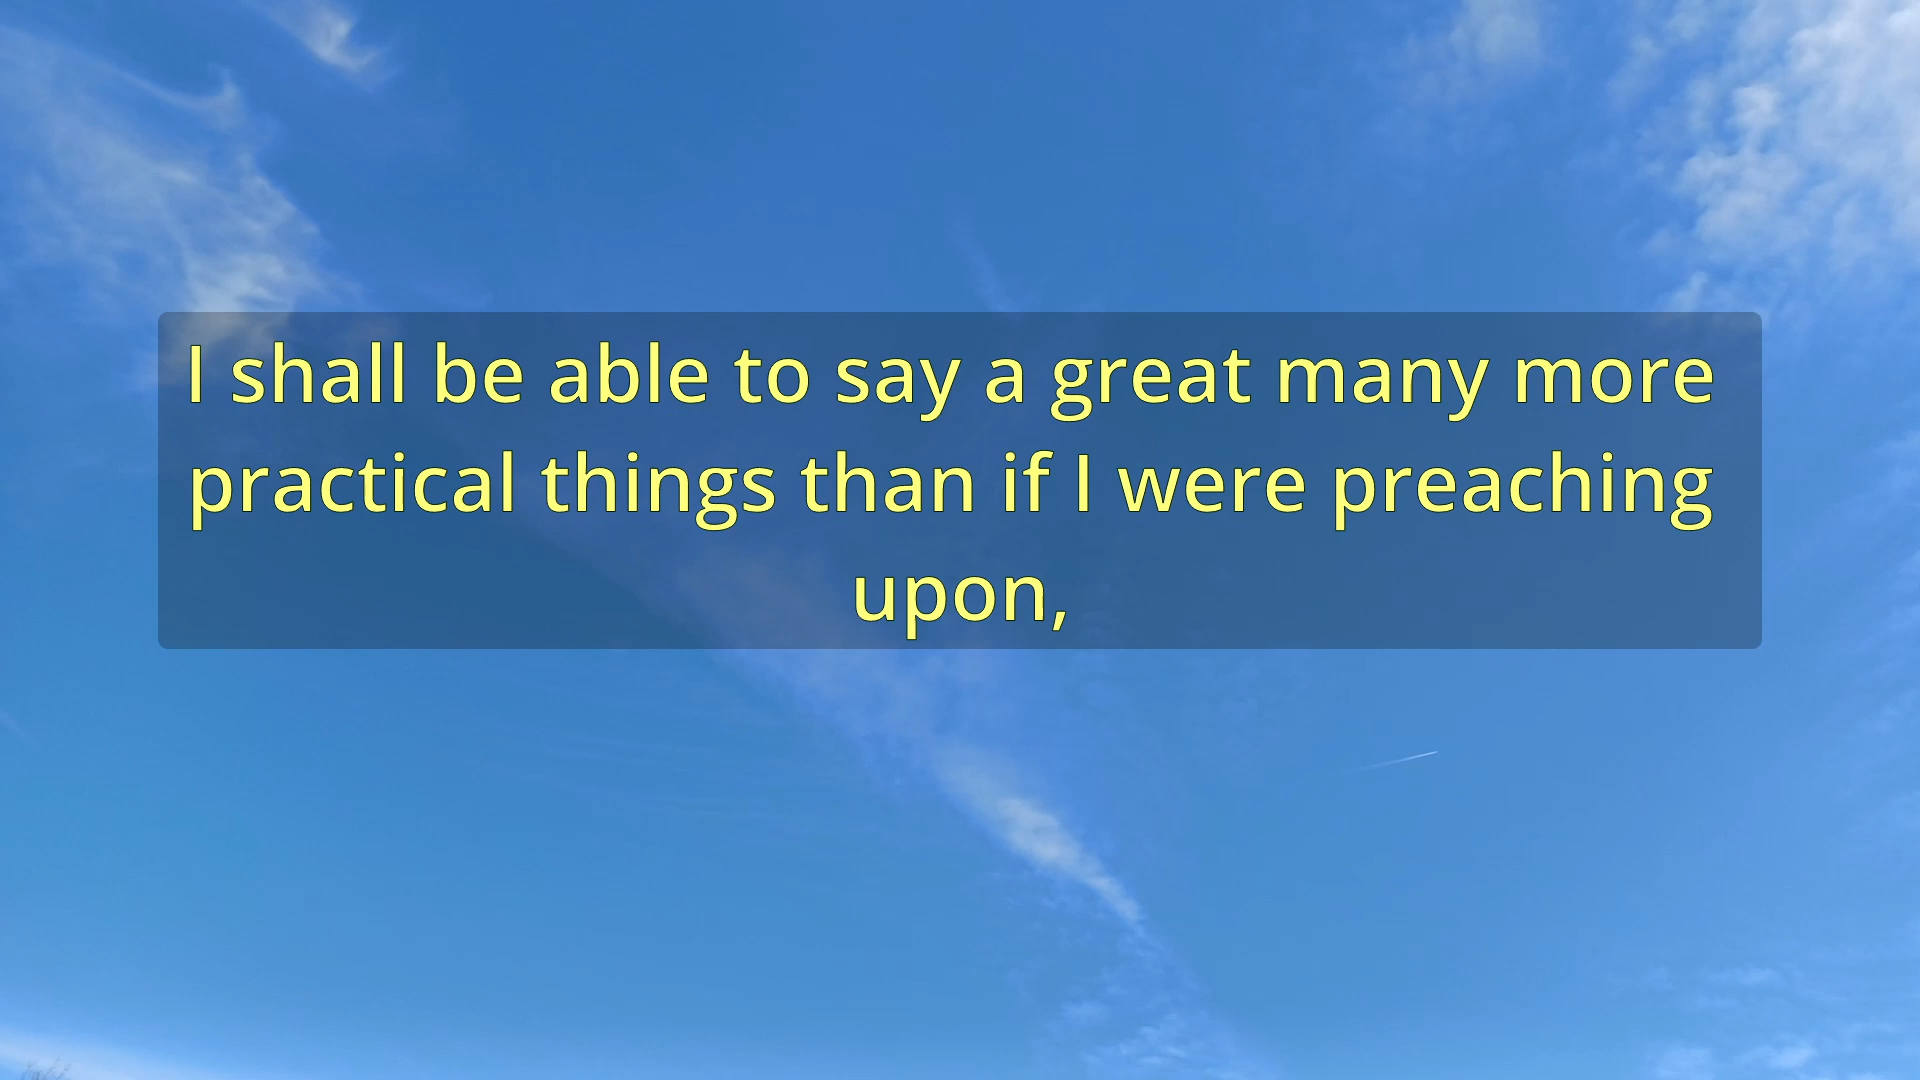 I shall be able to say a great many more
practical things than if I were preaching
upon,